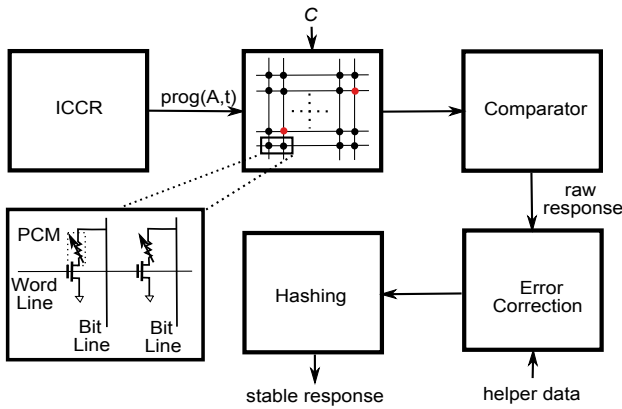 C
ICCR
prog(A,t)
Comparator
raw
response
PCM
Word
Line
Bit
Line
Bit
Line
Hashing
Error
Correction
stable response
helper data